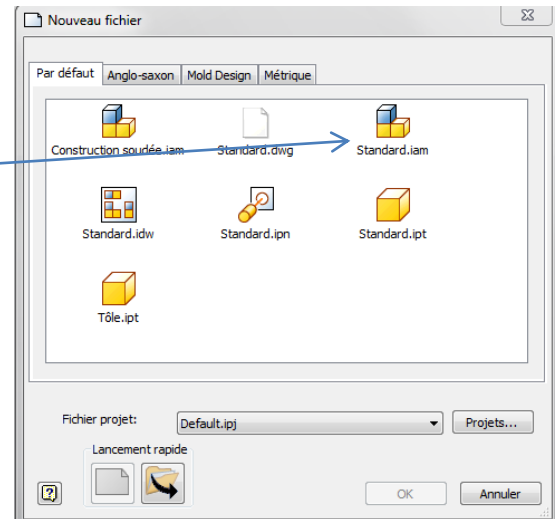 Nouveau fichier
Par défaut Anglo-saxon Mold Design Métrique
Construction soudée.iam Standard.dwg Standard.iam
Standard.idw Standard.ipn Standard.ipt
Tôle.ipt
Fichier projet: Default.ipj Projets...
Lancement rapide
OK Annuler